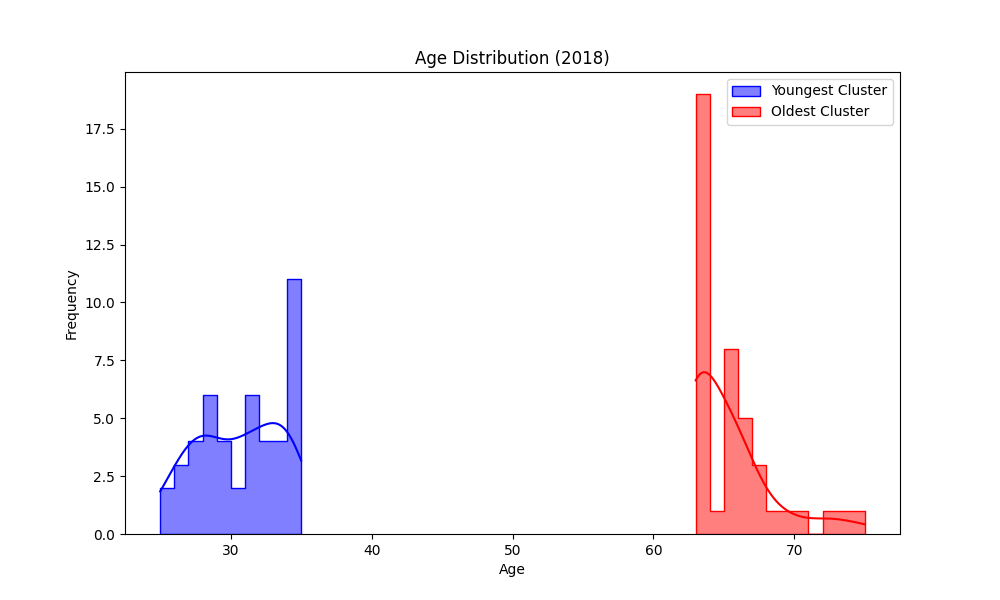 Age Distribution (2018)
Youngest Cluster
Oldest Cluster
Frequency
17.5
15.0
12.5
10.0
7.5
5.0
2.5
0.0
30
40
50
60
70
Age